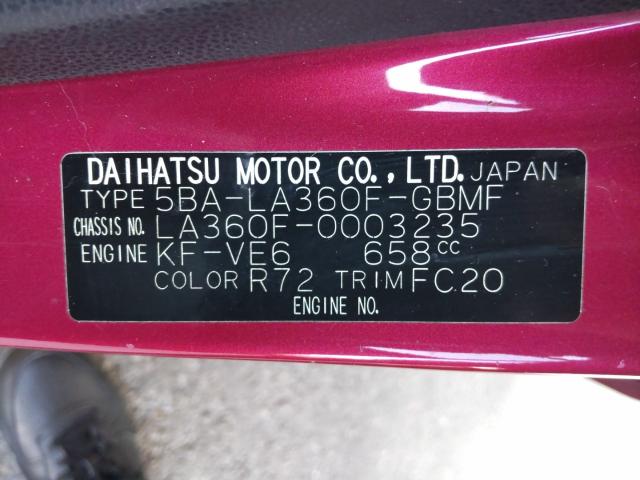 DAIHATSU MOTOR CO., LTD. JAPAN
TYPE 5BA-LA360F-GBMF
CHASSIS NO. LA360F-0003235
ENGINE KF-VE6 658cc
COLOR R72 TRIM FC20
ENGINE NO.